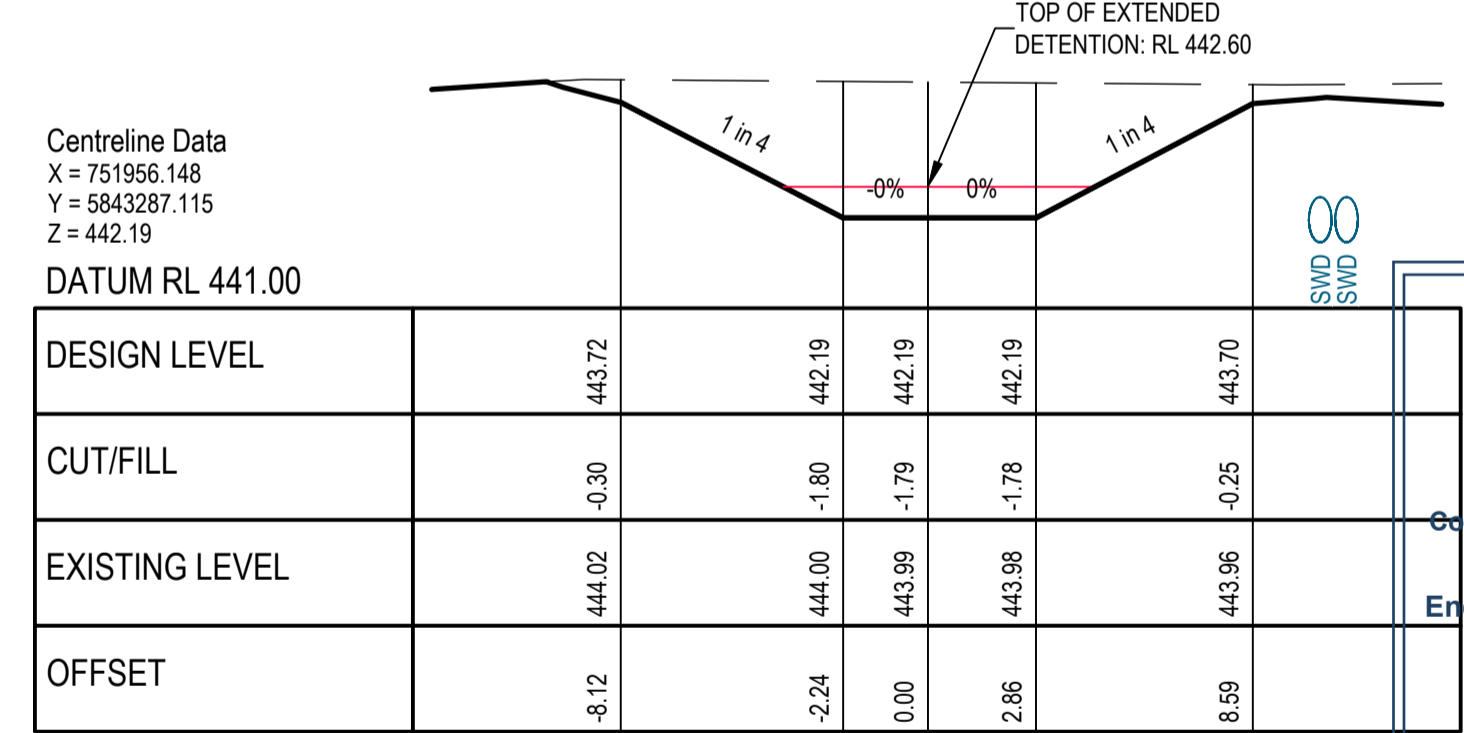 TOP OF EXTENDED
DETENTION: RL 442.60
1 in 4
1 in 4
-0%
0%
Centreline Data
X = 751956.148
Y = 5843287.115
Z = 442.19
DATUM RL 441.00
SWD
SWD
DESIGN LEVEL 443.72 442.19 442.19 442.19 443.70
CUT/FILL -0.30 -1.80 -1.79 -1.78 -0.25
Co
EXISTING LEVEL 444.02 444.00 443.99 443.98 443.96
En
OFFSET -8.12 -2.24 0.00 2.86 8.59